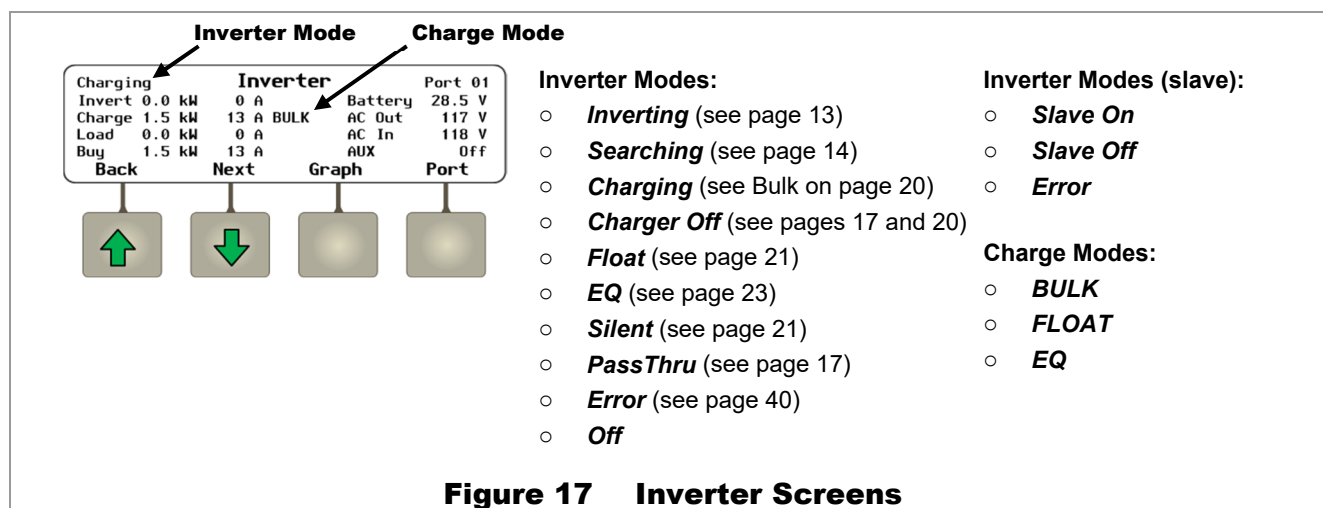 Inverter Mode
Charge Mode
Charging Inverter Port 01
Invert 0.0 kW 0 A Battery 28.5 V
Charge 1.5 kW 13 A BULK AC Out 117 V
Load 0.0 kW 0 A AC In 118 V
Buy 1.5 kW 13 A AUX Off
Back Next Graph Port
Inverter Modes:
○ Inverting (see page 13)
○ Searching (see page 14)
○ Charging (see Bulk on page 20)
○ Charger Off (see pages 17 and 20)
○ Float (see page 21)
○ EQ (see page 23)
○ Silent (see page 21)
○ PassThru (see page 17)
○ Error (see page 40)
○ Off
Inverter Modes (slave):
○ Slave On
○ Slave Off
○ Error
Charge Modes:
○ BULK
○ FLOAT
○ EQ
Figure 17 Inverter Screens